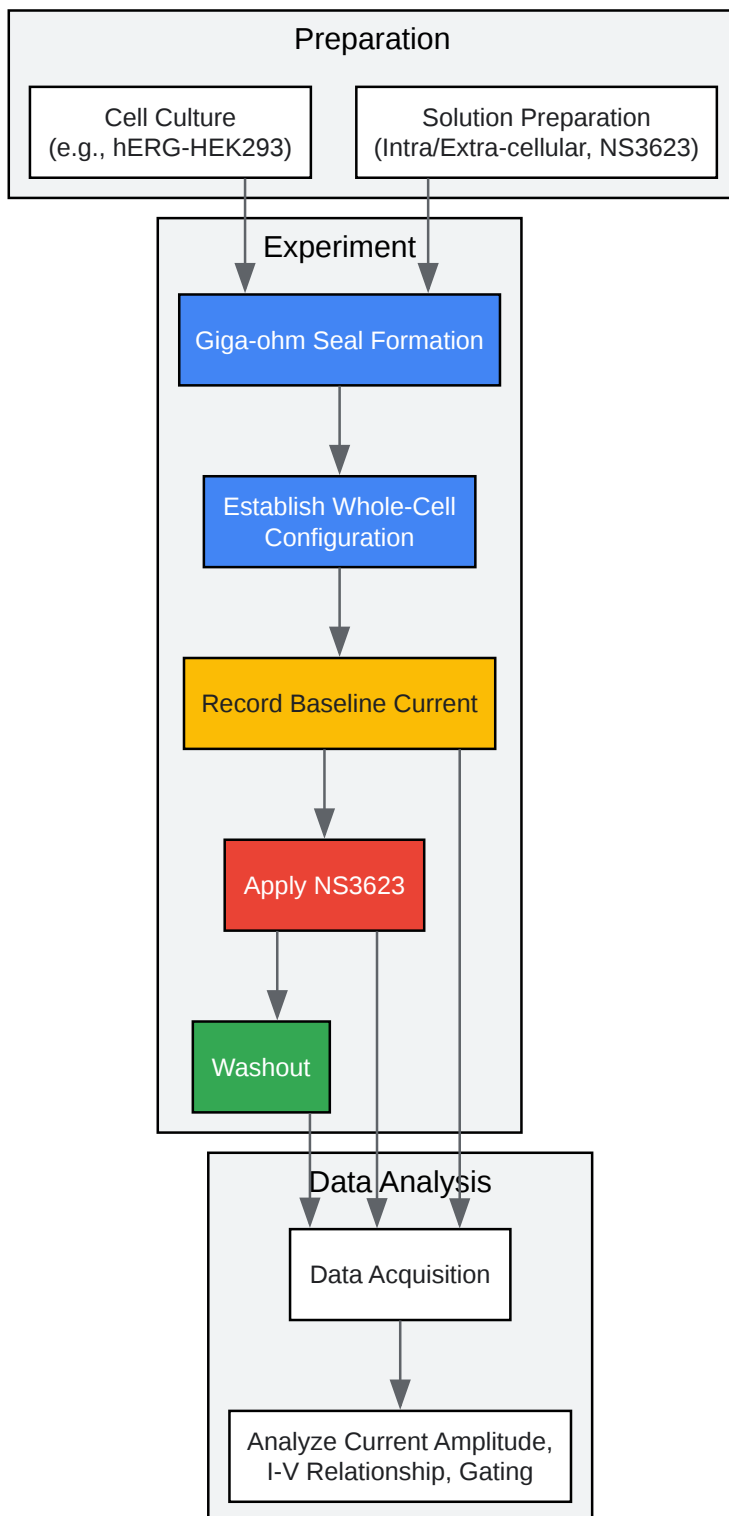 Preparation
Cell Culture
(e.g., hERG-HEK293)
Solution Preparation
(Intra/Extra-cellular, NS3623)
Experiment
Giga-ohm Seal Formation
Establish Whole-Cell
Configuration
Record Baseline Current
Apply NS3623
Washout
Data Analysis
Data Acquisition
Analyze Current Amplitude,
I-V Relationship, Gating